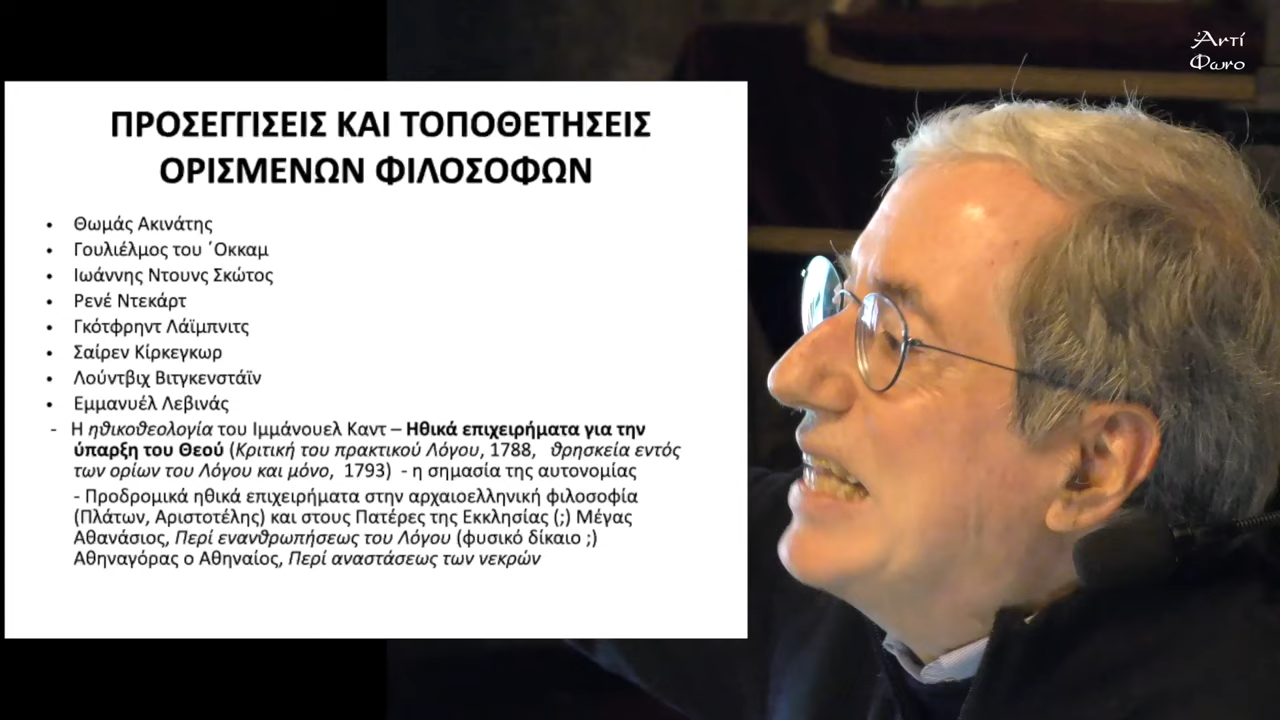 Ἀντί
Φωνο
ΠΡΟΣΕΓΓΙΣΕΙΣ ΚΑΙ ΤΟΠΟΘΕΤΗΣΕΙΣ
ΟΡΙΣΜΕΝΩΝ ΦΙΛΟΣΟΦΩΝ
• Θωμάς Ακινάτης
• Γουλιέλμος του ΄Οκκαμ
• Ιωάννης Ντουνς Σκώτος
• Ρενέ Ντεκάρτ
• Γκότφρηντ Λάϊμπνιτς
• Σαίρεν Κίρκεγκωρ
• Λούντβιχ Βιτγκενστάϊν
• Εμμανυέλ Λεβινάς
- Η ηθικοθεολογία του Ιμμάνουελ Καντ – Ηθικά επιχειρήματα για την
ύπαρξη του Θεού (Κριτική του πρακτικού Λόγου, 1788, θρησκεία εντός
των ορίων του Λόγου και μόνο, 1793) - η σημασία της αυτονομίας
- Προδρομικά ηθικά επιχειρήματα στην αρχαιοελληνική φιλοσοφία
(Πλάτων, Αριστοτέλης) και στους Πατέρες της Εκκλησίας (;) Μέγας
Αθανάσιος, Περί ενανθρωπήσεως του Λόγου (φυσικό δίκαιο ;)
Αθηναγόρας ο Αθηναίος, Περί αναστάσεως των νεκρών